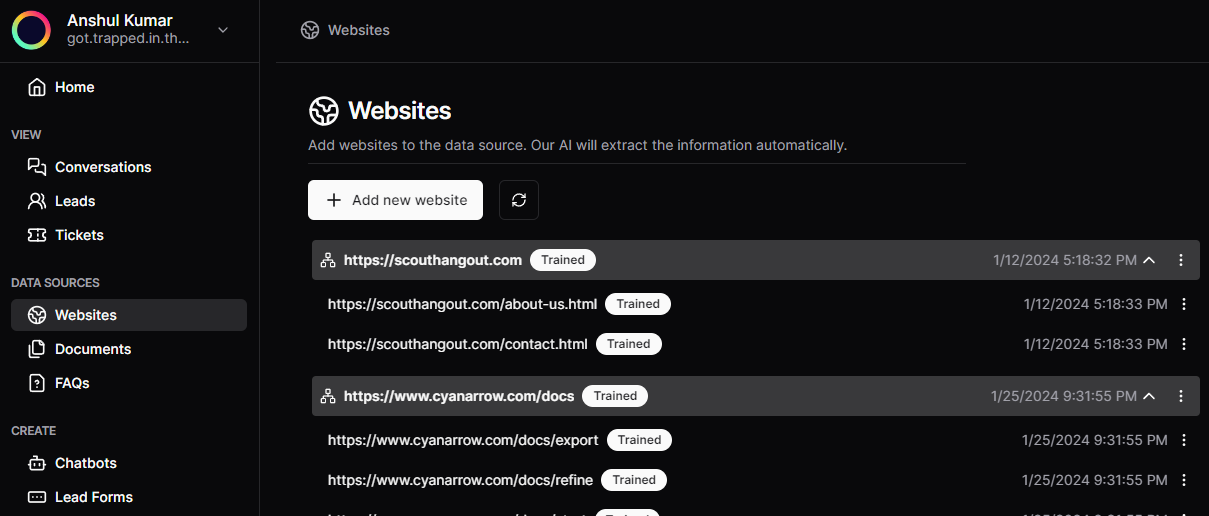 Anshul Kumar
got.trapped.in.th...
Websites
Home
VIEW
Conversations
Leads
Tickets
DATA SOURCES
Websites
Documents
FAQs
CREATE
Chatbots
Lead Forms
Websites
Add websites to the data source. Our AI will extract the information automatically.
Add new website
https://scouthangout.com Trained 1/12/2024 5:18:32 PM
https://scouthangout.com/about-us.html Trained 1/12/2024 5:18:33 PM
https://scouthangout.com/contact.html Trained 1/12/2024 5:18:33 PM
https://www.cyanarrow.com/docs Trained 1/25/2024 9:31:55 PM
https://www.cyanarrow.com/docs/export Trained 1/25/2024 9:31:55 PM
https://www.cyanarrow.com/docs/refine Trained 1/25/2024 9:31:55 PM